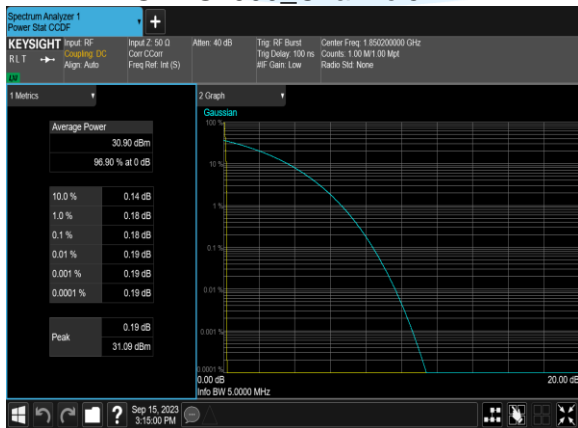 Spectrum Analyzer 1
Power Stat CCDF
+
KEYSIGHT
RLT
Input: RF
Coupling: DC
Align: Auto
Input Z: 50 Ω
Corr CCorr
Freq Ref: Int (S)
Atten: 40 dB
Trig: RF Burst
Trig Delay: 100 ns
#IF Gain: Low
Center Freq: 1.850200000 GHz
Counts: 1.00 M/1.00 Mpt
Radio Std: None
1 Metrics
Average Power
30.90 dBm
96.90 % at 0 dB
10.0 % 0.14 dB
1.0 % 0.18 dB
0.1 % 0.18 dB
0.01 % 0.19 dB
0.001 % 0.19 dB
0.0001 % 0.19 dB
Peak
0.19 dB
31.09 dBm
2 Graph
Gaussian
100 %
10 %
1 %
0.1 %
0.01 %
0.001 %
0.0001 %
0.00 dB
20.00 dB
Info BW 5.0000 MHz
?
Sep 15, 2023
3:15:00 PM